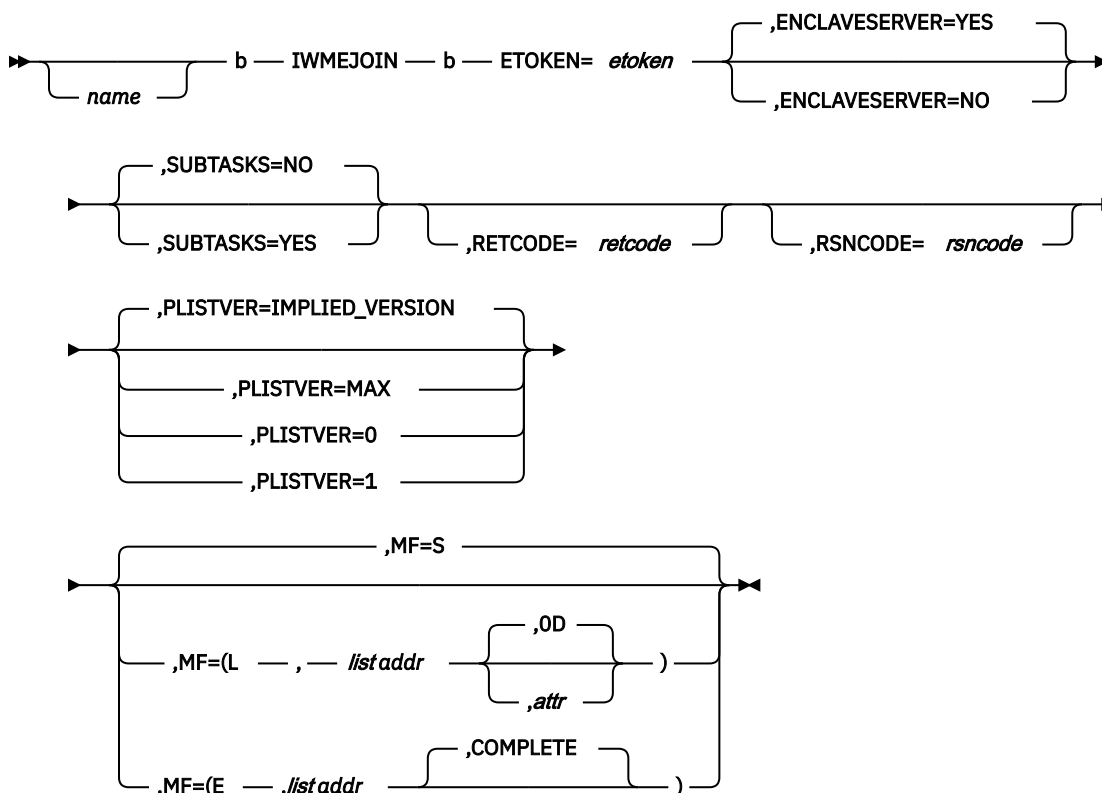 ,ENCLAVESERVER=YES
name b IWMEJOIN b ETOKEN= etoken
,ENCLAVESERVER=NO
,SUBTASKS=NO
,SUBTASKS=YES ,RETCODE= retcode ,RSNCODE= rsncode
,PLISTVER=IMPLIED_VERSION
,PLISTVER=MAX
,PLISTVER=0
,PLISTVER=1
,MF=S
,0D
,MF=(L , list addr )
,attr
,COMPLETE
,MF=(E ,list addr )